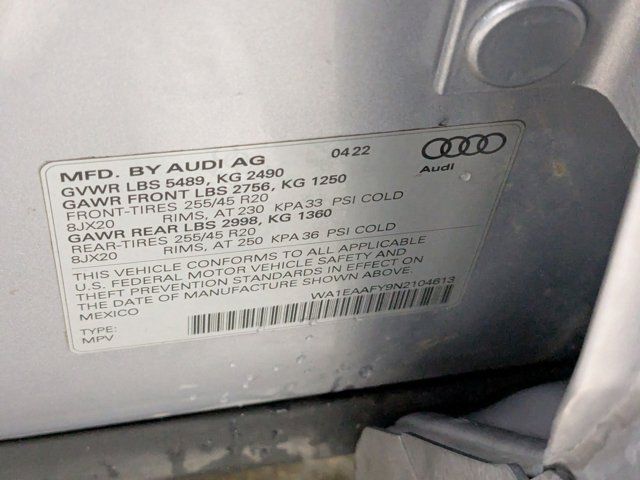 MFD. BY AUDI AG 0422
GVWR LBS 5489, KG 2490
GAWR FRONT LBS 2756, KG 1250
FRONT-TIRES 255/45 R20
8JX20 RIMS, AT 230 KPA 33 PSI COLD
GAWR REAR LBS 2998, KG 1360
REAR-TIRES 255/45 R20
8JX20 RIMS, AT 250 KPA 36 PSI COLD
THIS VEHICLE CONFORMS TO ALL APPLICABLE
U.S. FEDERAL MOTOR VEHICLE SAFETY AND
THEFT PREVENTION STANDARDS IN EFFECT ON
THE DATE OF MANUFACTURE SHOWN ABOVE.
MEXICO
WA1EAAFY9N2104613
TYPE:
MPV
Audi